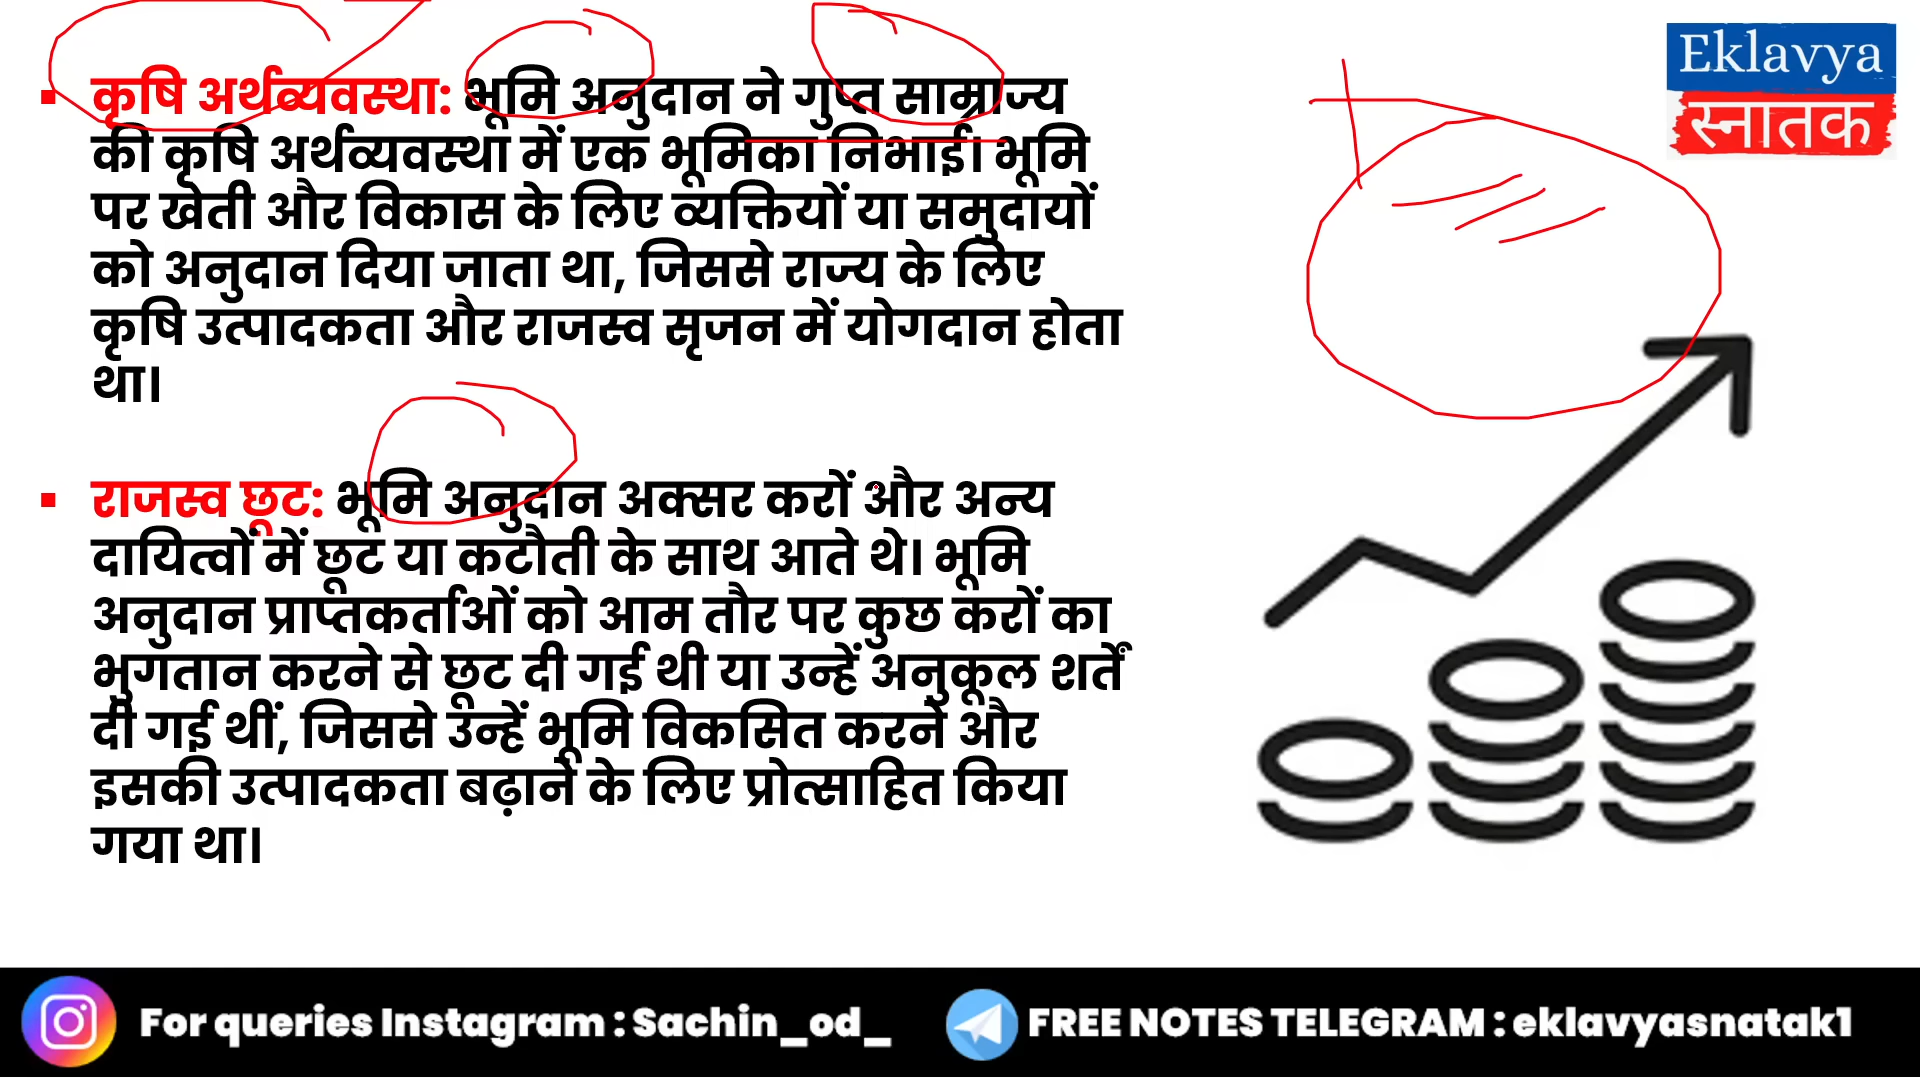 Eklavya
स्नातक
कृषि अर्थव्यवस्था: भूमि अनुदान ने गुप्त साम्राज्य
की कृषि अर्थव्यवस्था में एक भूमिका निभाई। भूमि
पर खेती और विकास के लिए व्यक्तियों या समुदायों
को अनुदान दिया जाता था, जिससे राज्य के लिए
कृषि उत्पादकता और राजस्व सृजन में योगदान होता
था।
राजस्व छूट: भूमि अनुदान अक्सर करों और अन्य
दायित्वों में छूट या कटौती के साथ आते थे। भूमि
अनुदान प्राप्तकर्ताओं को आम तौर पर कुछ करों का
भुगतान करने से छूट दी गई थी या उन्हें अनुकूल शर्तें
दी गई थीं, जिससे उन्हें भूमि विकसित करने और
इसकी उत्पादकता बढ़ाने के लिए प्रोत्साहित किया
गया था।
For queries Instagram : Sachin_od_
FREE NOTES TELEGRAM : eklavyasnatak1